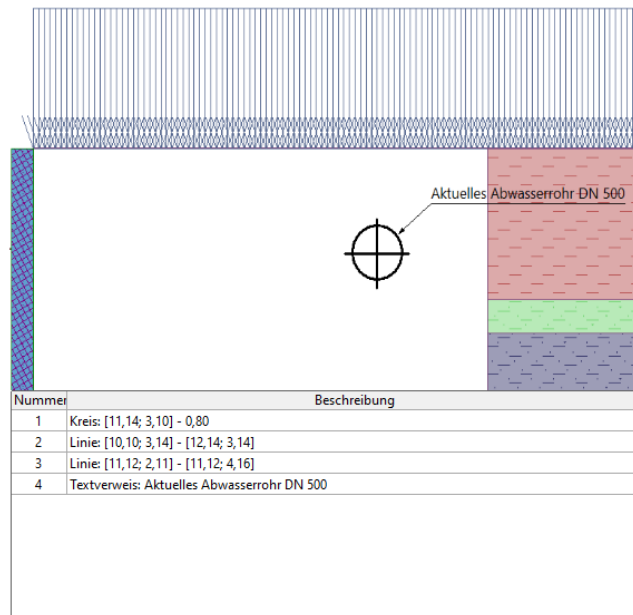 Aktuelles Abwasserrohr DN 500
Nummer Beschreibung
1 Kreis: [11,14; 3,10] - 0,80
2 Linie: [10,10; 3,14] - [12,14; 3,14]
3 Linie: [11,12; 2,11] - [11,12; 4,16]
4 Textverweis: Aktuelles Abwasserrohr DN 500